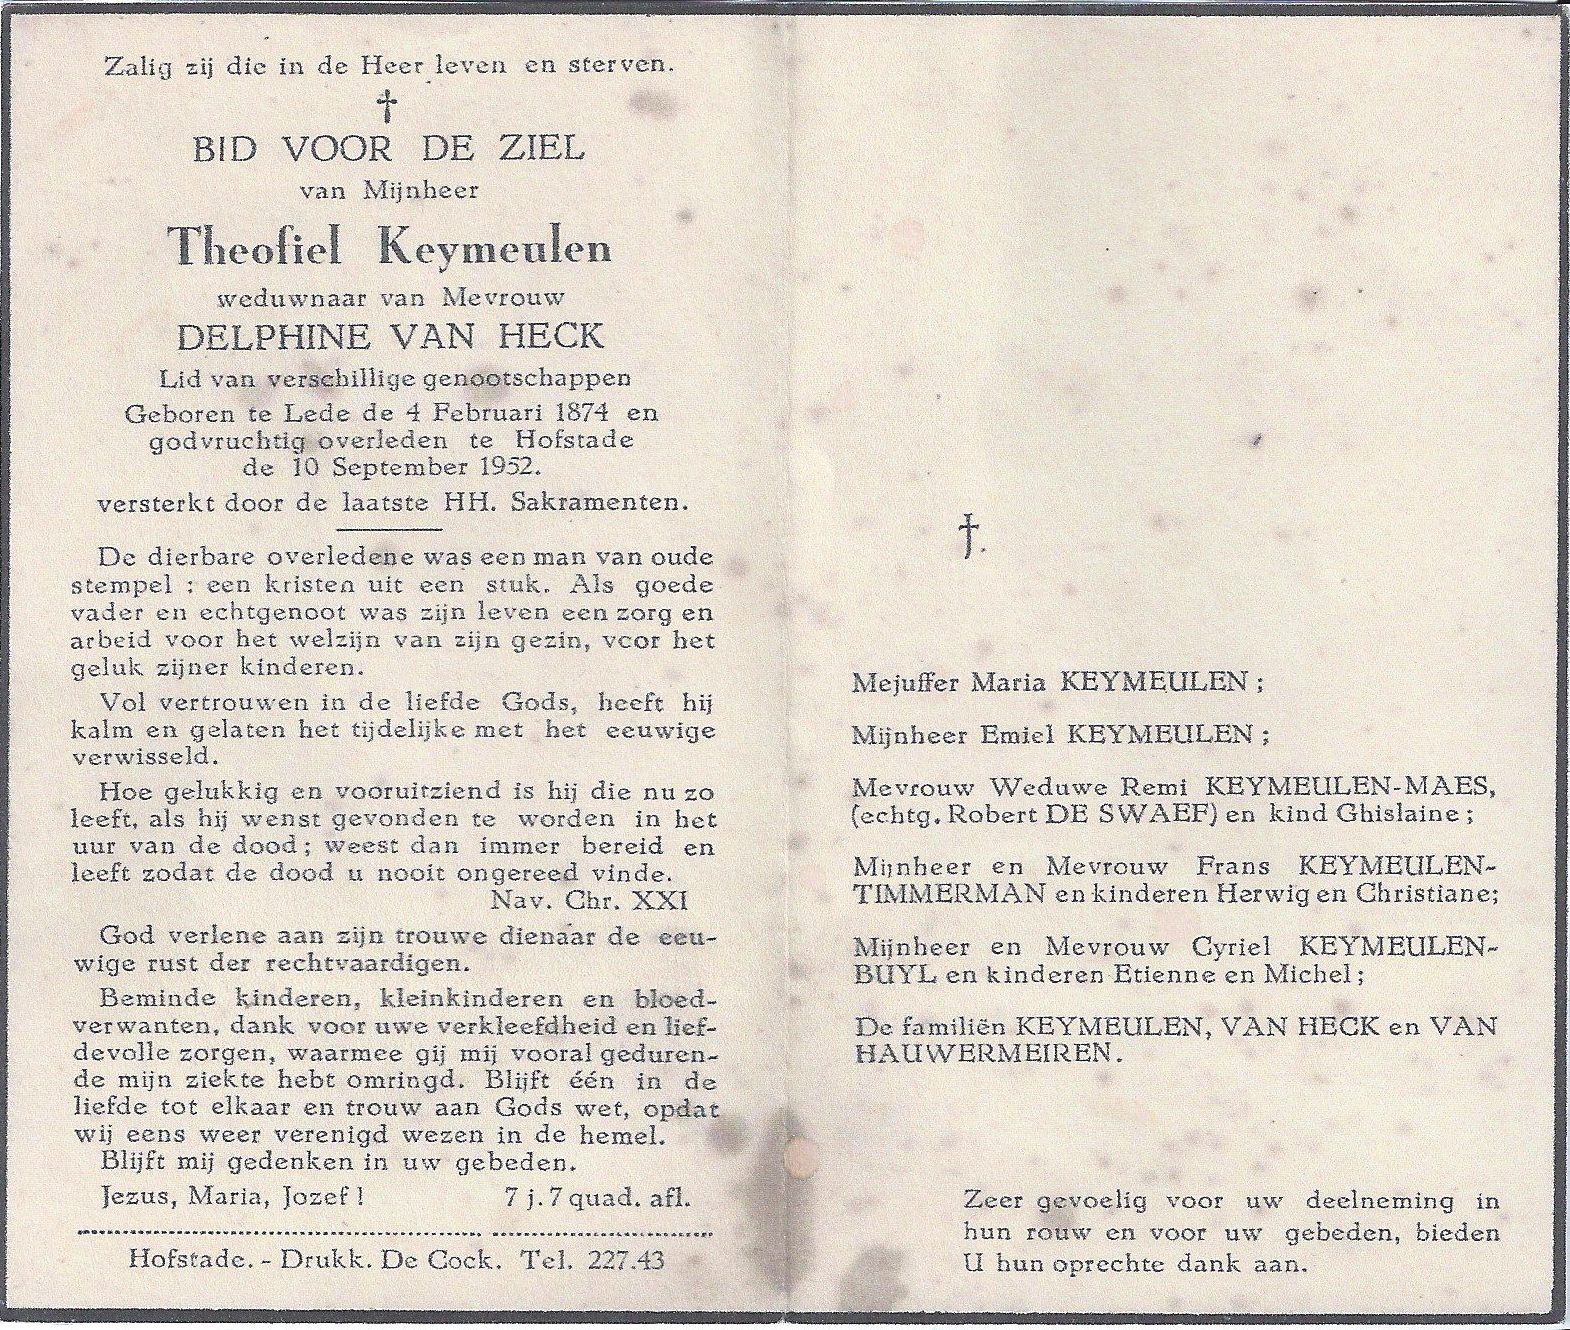 Zalig zij die in de Heer leven en sterven.
†
BID VOOR DE ZIEL
van Mijnheer
Theofiel Keymeulen
weduwnaar van Mevrouw
DELPHINE VAN HECK
Lid van verschillige genootschappen
Geboren te Lede de 4 Februari 1874 en
godvruchtig overleden te Hofstade
de 10 September 1952.
versterkt door de laatste HH. Sakramenten.
De dierbare overledene was een man van oude
stempel : een kristen uit een stuk. Als goede
vader en echtgenoot was zijn leven een zorg en
arbeid voor het welzijn van zijn gezin, voor het
geluk zijner kinderen.
Vol vertrouwen in de liefde Gods, heeft hij
kalm en gelaten het tijdelijke met het eeuwige
verwisseld.
Hoe gelukkig en vooruitziend is hij die nu zo
leeft, als hij wenst gevonden te worden in het
uur van de dood ; weest dan immer bereid en
leeft zodat de dood u nooit ongereed vinde.
Nav. Chr. XXI
God verlene aan zijn trouwe dienaar de eeu-
wige rust der rechtvaardigen.
Beminde kinderen, kleinkinderen en bloed-
verwanten, dank voor uwe verkleefdheid en lief-
devolle zorgen, waarmee gij mij vooral geduren-
de mijn ziekte hebt omringd. Blijft één in de
liefde tot elkaar en trouw aan Gods wet, opdat
wij eens weer verenigd wezen in de hemel.
Blijft mij gedenken in uw gebeden.
Jezus, Maria, Jozef ! 7 j. 7 quad. afl.
Hofstade. - Drukk. De Cock. Tel. 227.43
†.
Mejuffer Maria KEYMEULEN ;
Mijnheer Emiel KEYMEULEN ;
Mevrouw Weduwe Remi KEYMEULEN-MAES,
(echtg. Robert DE SWAEF) en kind Ghislaine ;
Mijnheer en Mevrouw Frans KEYMEULEN-
TIMMERMAN en kinderen Herwig en Christiane;
Mijnheer en Mevrouw Cyriel KEYMEULEN-
BUYL en kinderen Etienne en Michel ;
De familiën KEYMEULEN, VAN HECK en VAN
HAUWERMEIREN.
Zeer gevoelig voor uw deelneming in
hun rouw en voor uw gebeden, bieden
U hun oprechte dank aan.